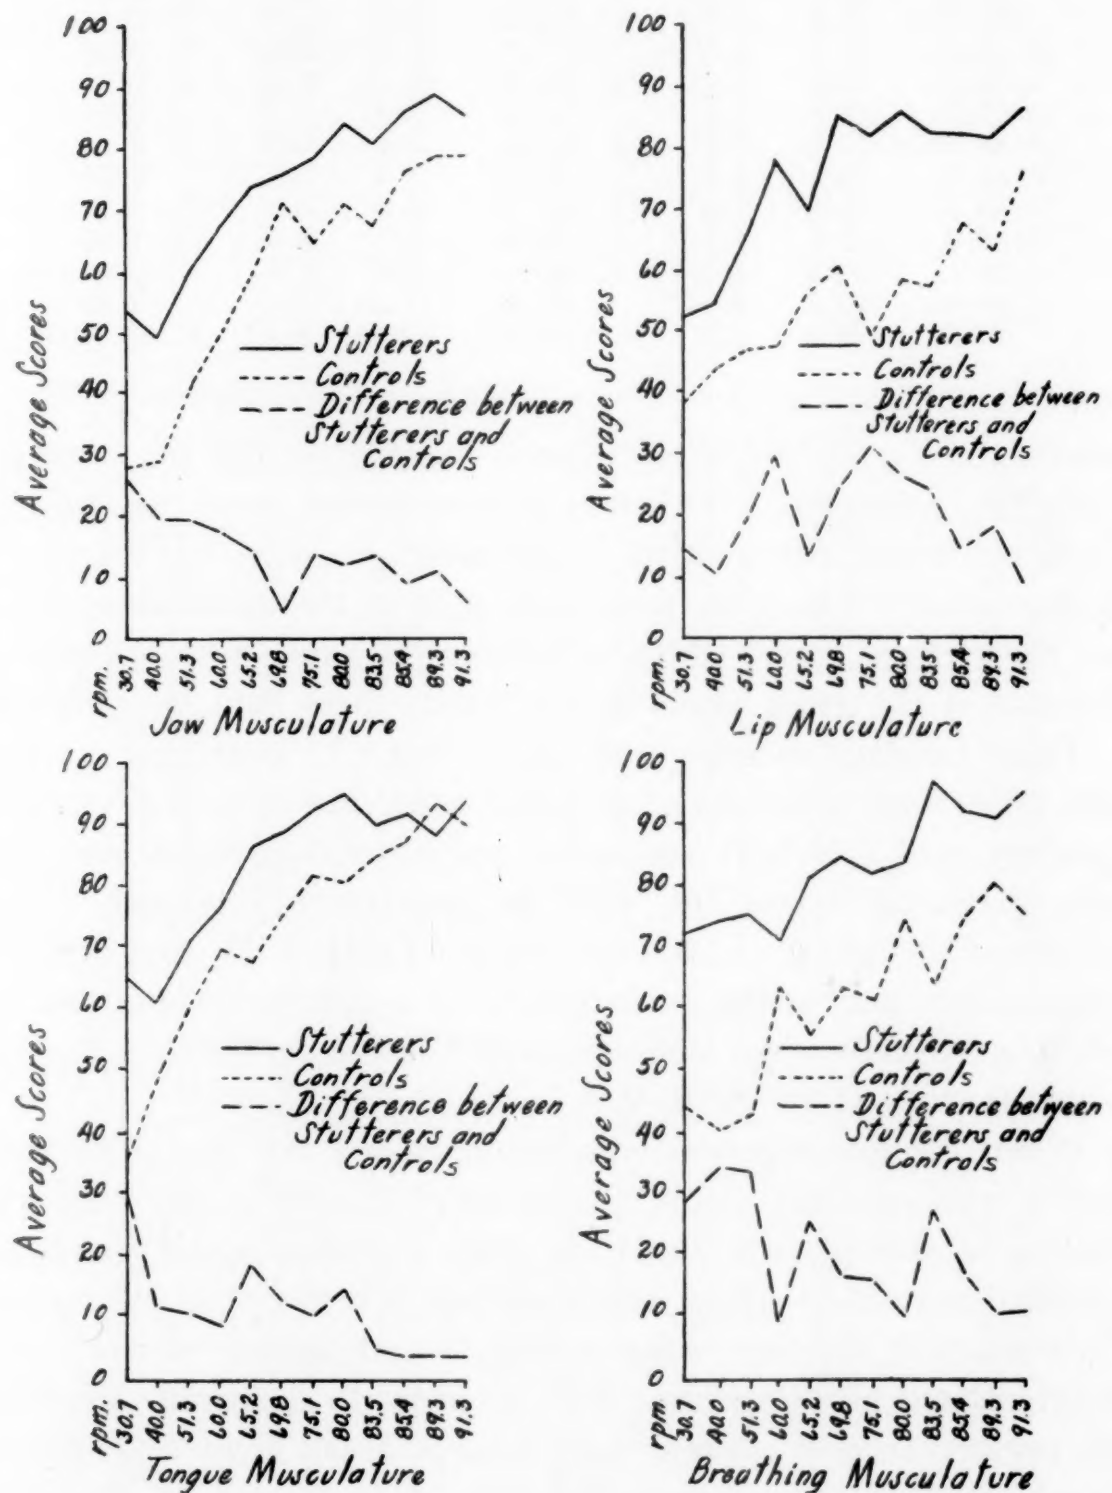 100
90
80
70
60
50
40
30
20
10
0
Average Scores
Stutterers
Controls
Difference between
Stutterers and
Controls
rpm. 30.7 40.0 51.3 60.0 65.2 69.8 75.1 80.0 83.5 85.4 89.3 91.3
Jaw Musculature
100
90
80
70
60
50
40
30
20
10
0
Average Scores
Stutterers
Controls
Difference between
Stutterers and
Controls
rpm. 30.7 40.0 51.3 60.0 65.2 69.8 75.1 80.0 83.5 85.4 89.3 91.3
Lip Musculature
100
90
80
70
60
50
40
30
20
10
0
Average Scores
Stutterers
Controls
Difference between
Stutterers and
Controls
rpm. 30.7 40.0 51.3 60.0 65.2 69.8 75.1 80.0 83.5 85.4 89.3 91.3
Tongue Musculature
100
90
80
70
60
50
40
30
20
10
0
Average Scores
Stutterers
Controls
Difference between
Stutterers and
Controls
rpm 30.7 40.0 51.3 60.0 65.2 69.8 75.1 80.0 83.5 85.4 89.3 91.3
Breathing Musculature